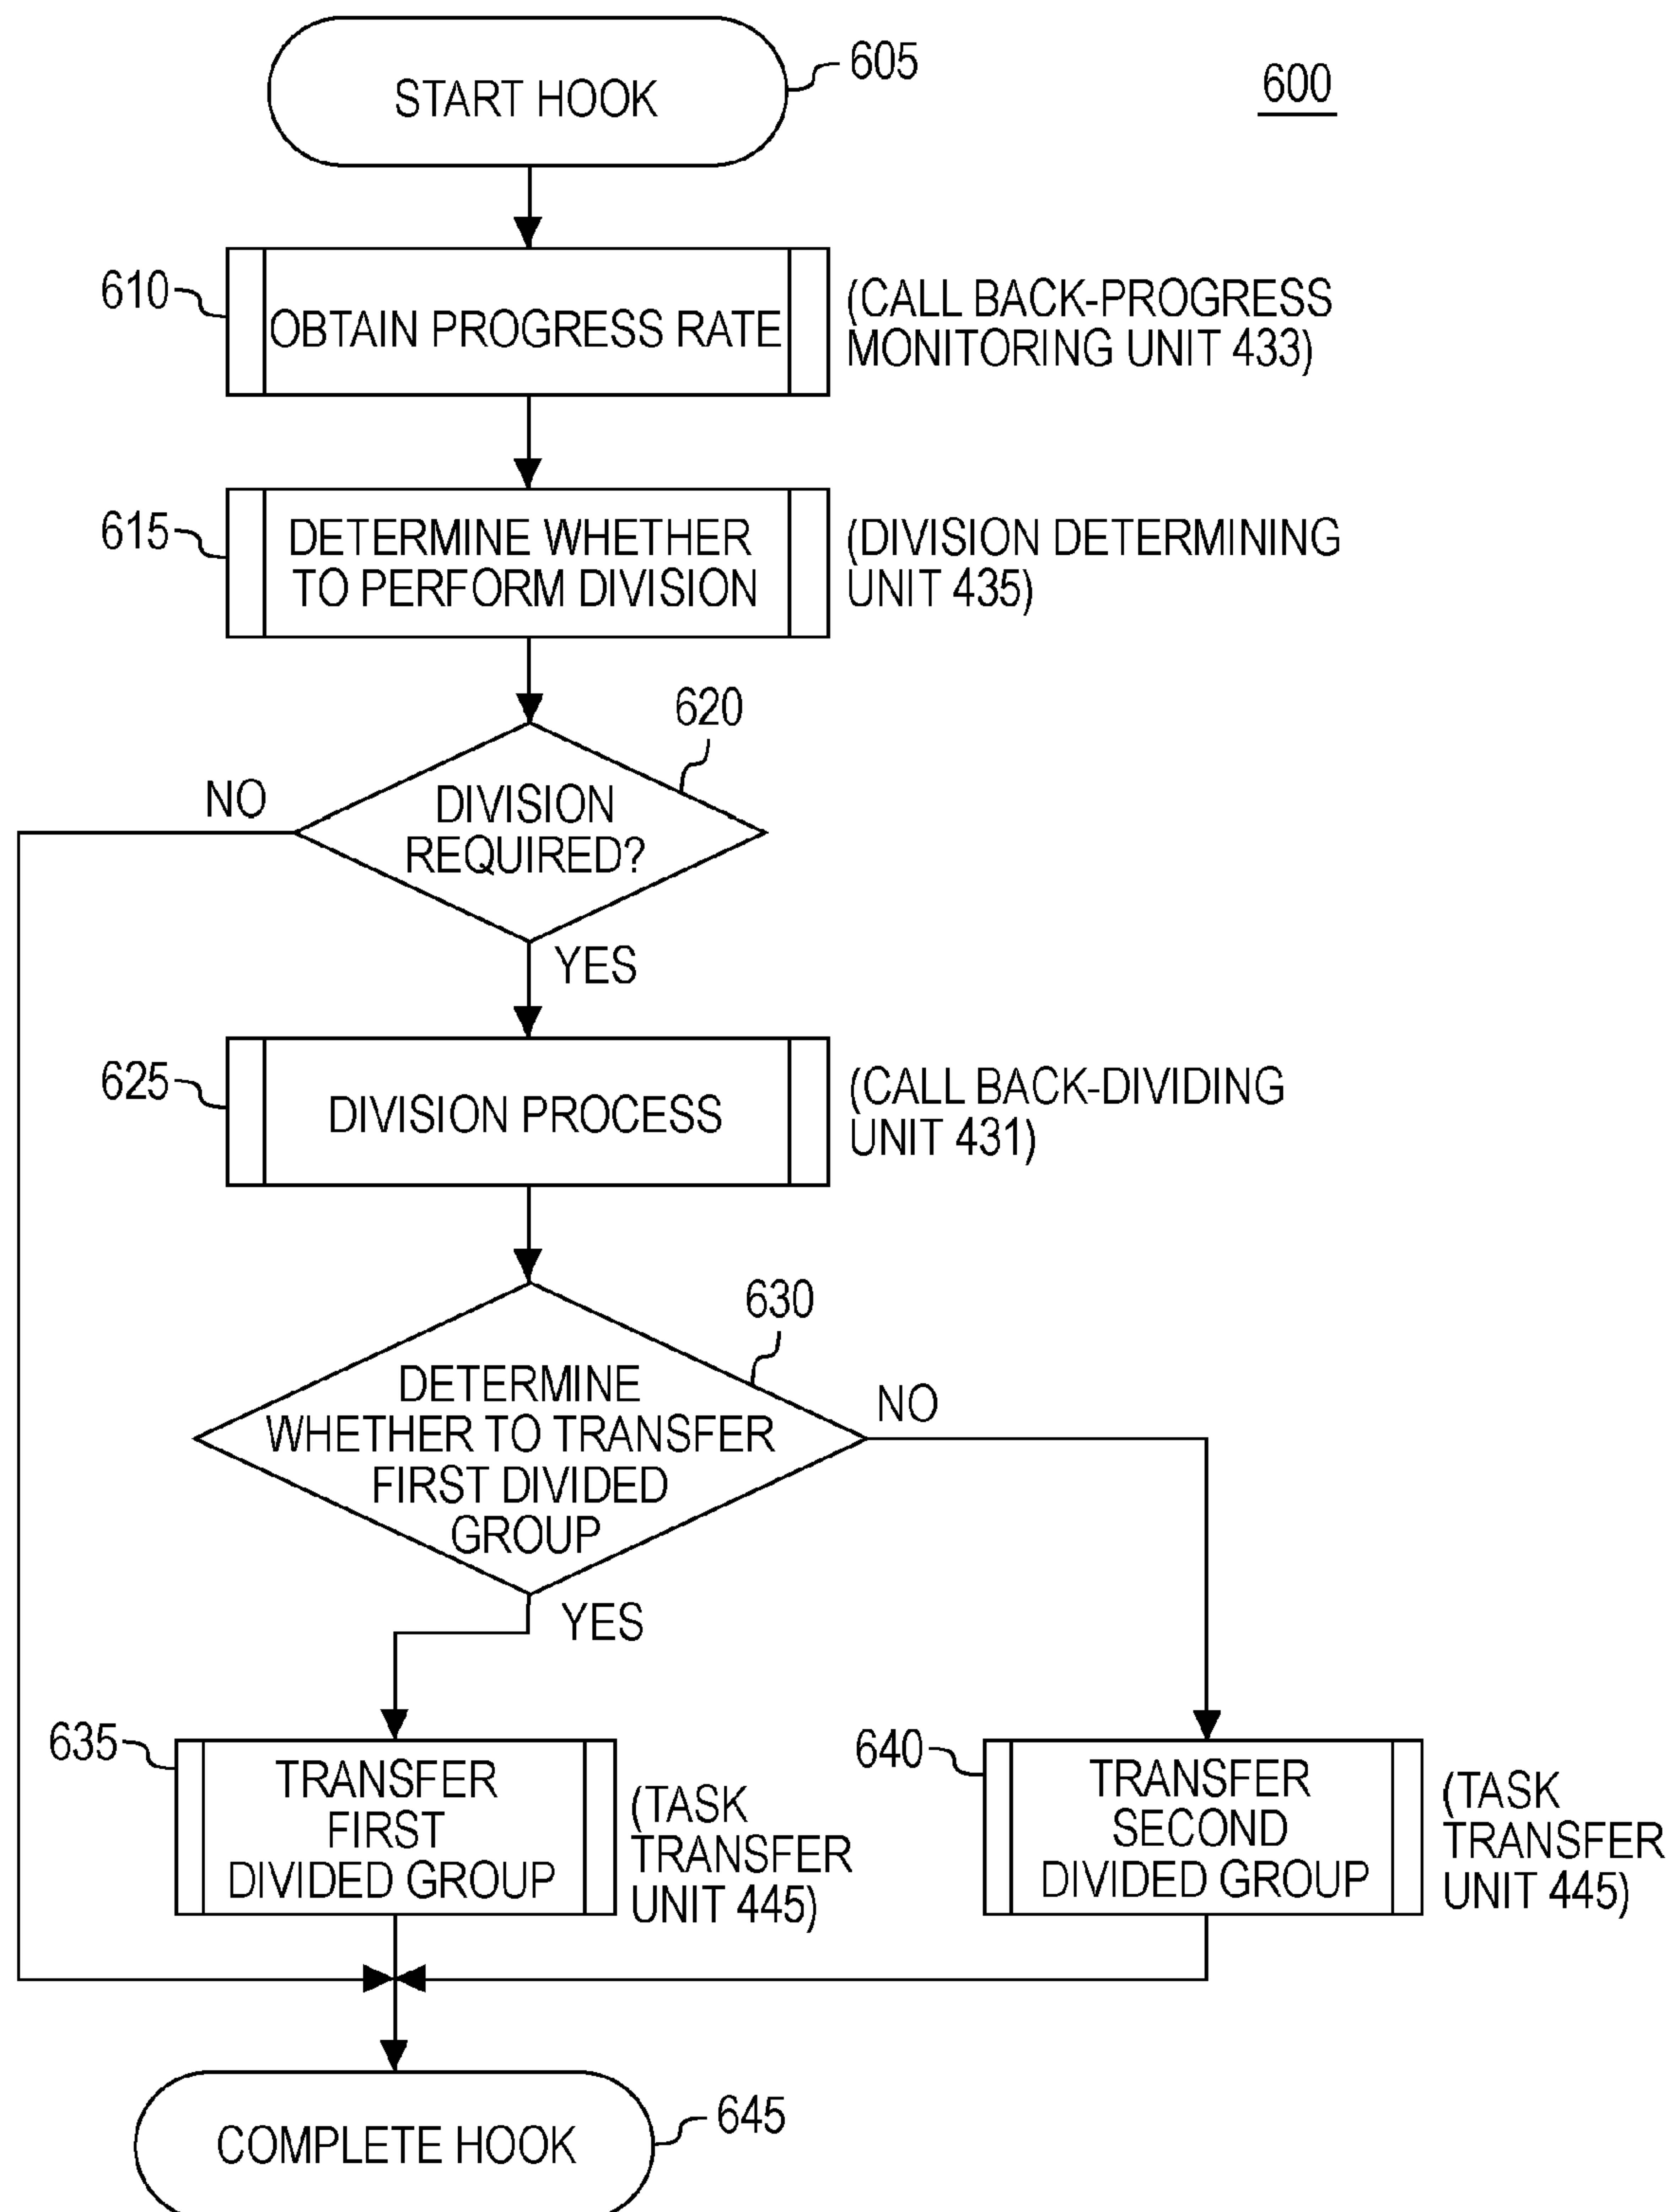 START HOOK
605
600
610
OBTAIN PROGRESS RATE
(CALL BACK-PROGRESS
MONITORING UNIT 433)
615
DETERMINE WHETHER
TO PERFORM DIVISION
(DIVISION DETERMINING
UNIT 435)
620
NO
DIVISION
REQUIRED?
YES
625
DIVISION PROCESS
(CALL BACK-DIVIDING
UNIT 431)
630
DETERMINE
WHETHER TO TRANSFER
FIRST DIVIDED
GROUP
NO
YES
635
TRANSFER
FIRST
DIVIDED GROUP
(TASK
TRANSFER
UNIT 445)
640
TRANSFER
SECOND
DIVIDED GROUP
(TASK
TRANSFER
UNIT 445)
COMPLETE HOOK
645